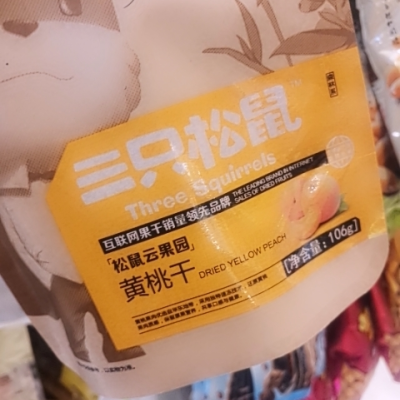 三只松鼠
Three Squirrels
互联网果干销量领先品牌
THE LEADING BRAND IN INTERNET
SALES OF DRIED FRUITS
「松鼠云果园」
黄桃干 DRIED YELLOW PEACH
[净含量: 106g]